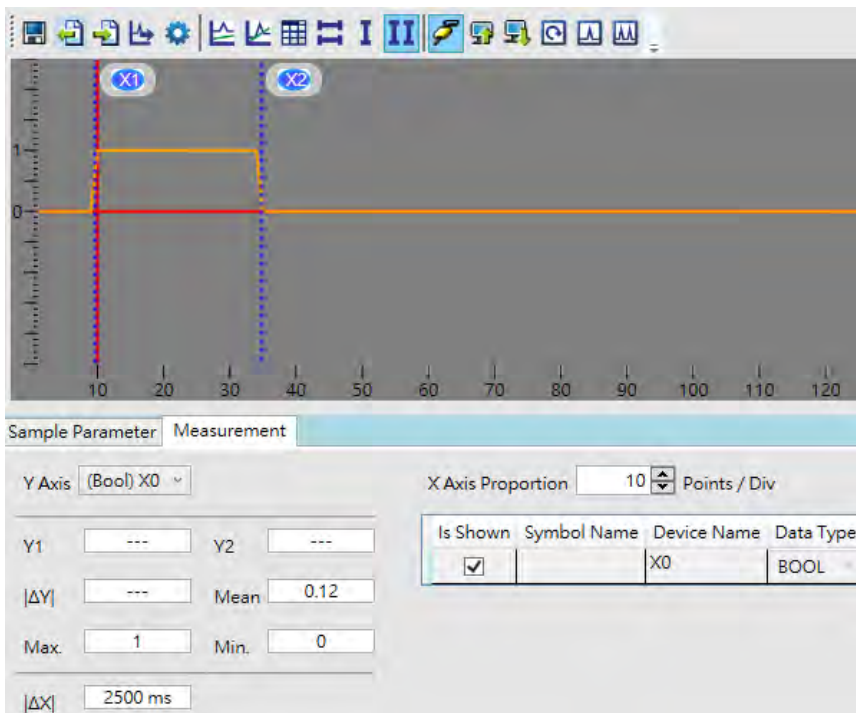 X1 X2
1
0
10 20 30 40 50 60 70 80 90 100 110 120
Sample Parameter Measurement
Y Axis (Bool) X0 X Axis Proportion 10 Points / Div
Is Shown Symbol Name Device Name Data Type
X0 BOOL
Y1 --- Y2 ---
|ΔY| --- Mean 0.12
Max. 1 Min. 0
|ΔX| 2500 ms